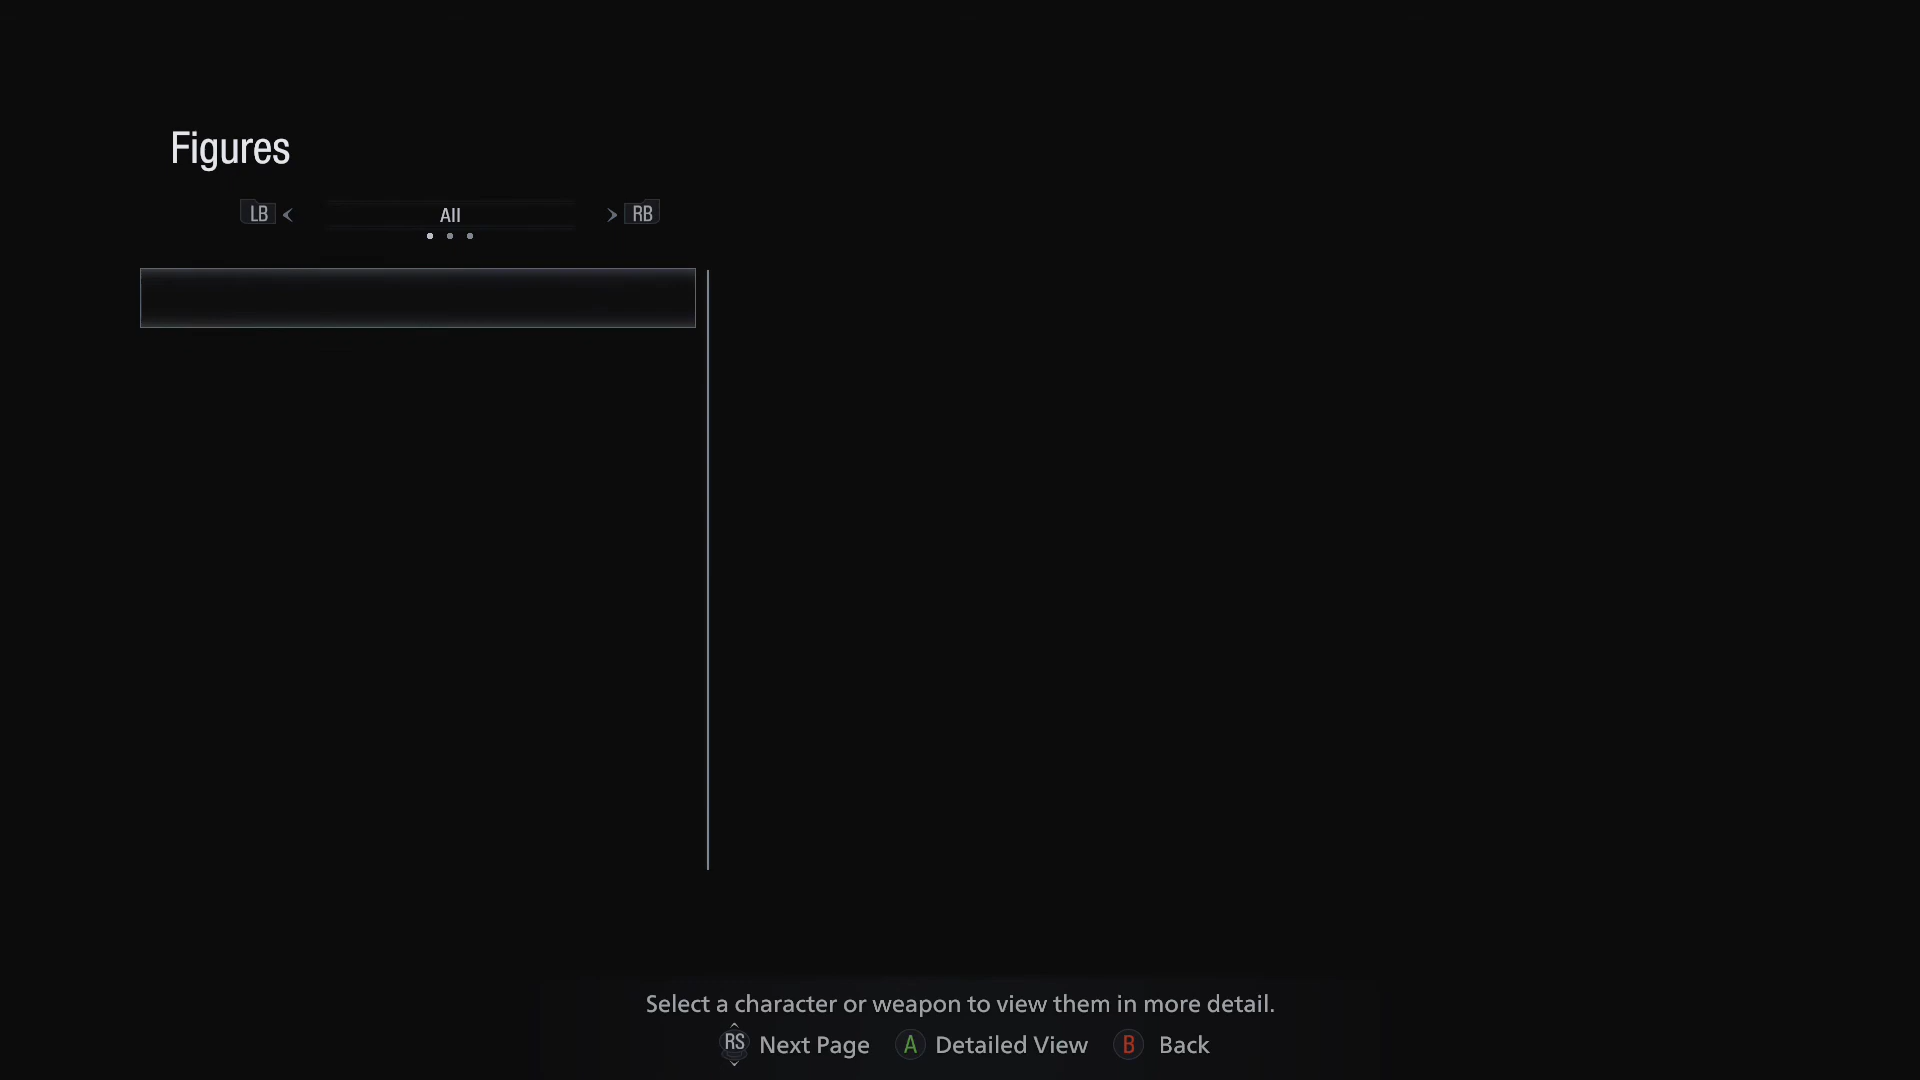 Figures
LB < All > RB
Select a character or weapon to view them in more detail.
RS Next Page A Detailed View B Back